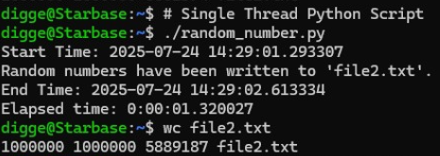 digge@Starbase:~$ # Single Thread Python Script
digge@Starbase:~$ ./random_number.py
Start Time: 2025-07-24 14:29:01.293307
Random numbers have been written to 'file2.txt'.
End Time: 2025-07-24 14:29:02.613334
Elapsed time: 0:00:01.320027
digge@Starbase:~$ wc file2.txt
1000000 1000000 5889187 file2.txt